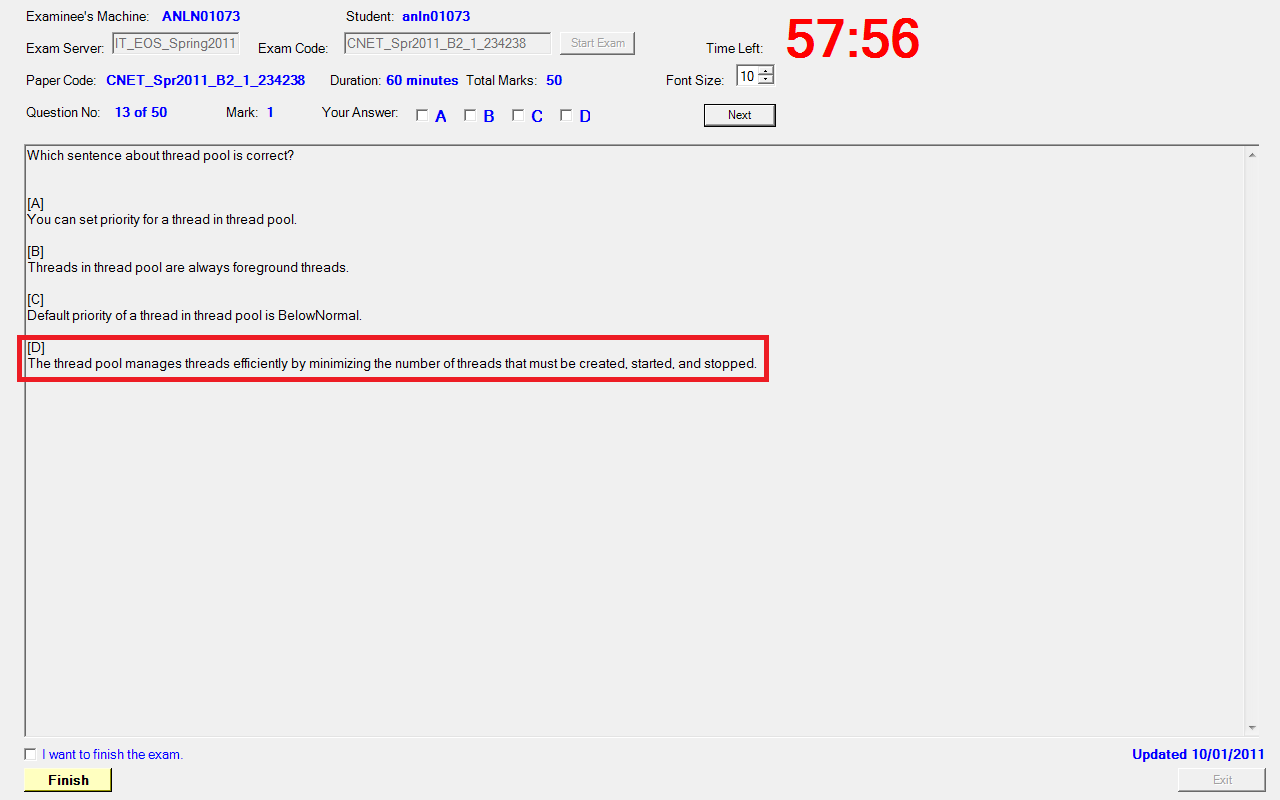 Examinee's Machine: ANLN01073 Student: anln01073
Exam Server: IT_EOS_Spring2011 Exam Code: CNET_Spr2011_B2_1_234238 Start Exam Time Left: 57:56
Paper Code: CNET_Spr2011_B2_1_234238 Duration: 60 minutes Total Marks: 50 Font Size: 10
Question No: 13 of 50 Mark: 1 Your Answer: A B C D Next
Which sentence about thread pool is correct?
[A]
You can set priority for a thread in thread pool.
[B]
Threads in thread pool are always foreground threads.
[C]
Default priority of a thread in thread pool is BelowNormal.
[D]
The thread pool manages threads efficiently by minimizing the number of threads that must be created, started, and stopped.
I want to finish the exam. Updated 10/01/2011
Finish Exit